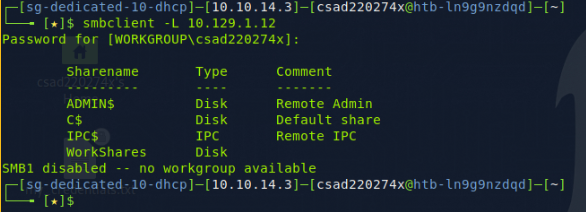 [sg-dedicated-10-dhcp]-[10.10.14.3]-[csad220274x@htb-ln9g9nzdqd]-[~]
[★]$ smbclient -L 10.129.1.12
Password for [WORKGROUP\csad220274x]:
Sharename Type Comment
--------- ---- -------
ADMIN$ Disk Remote Admin
C$ Disk Default share
IPC$ IPC Remote IPC
WorkShares Disk
SMB1 disabled -- no workgroup available
[sg-dedicated-10-dhcp]-[10.10.14.3]-[csad220274x@htb-ln9g9nzdqd]-[~]
[★]$